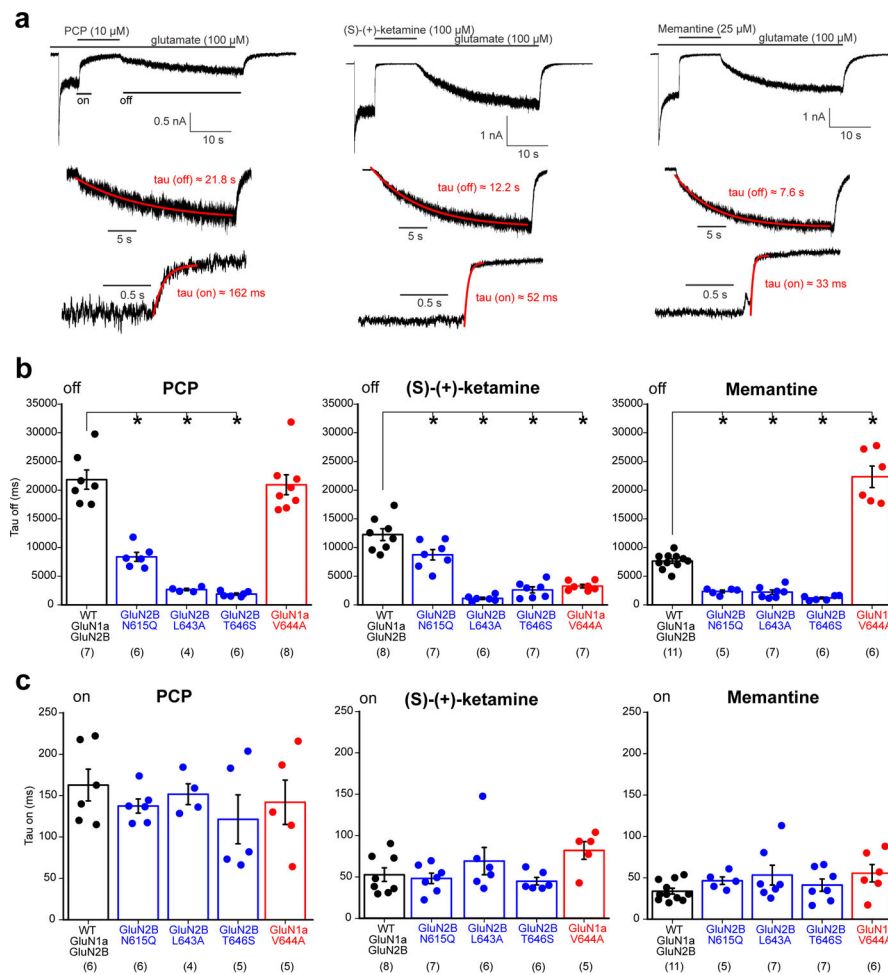 a
PCP (10 µM)
glutamate (100 µM)
on
off
0.5 nA
10 s
tau (off) ≈ 21.8 s
5 s
0.5 s
tau (on) ≈ 162 ms
(S)-(+)-ketamine (100 µM)
glutamate (100 µM)
1 nA
10 s
tau (off) ≈ 12.2 s
5 s
0.5 s
tau (on) ≈ 52 ms
Memantine (25 µM)
glutamate (100 µM)
1 nA
10 s
tau (off) ≈ 7.6 s
5 s
0.5 s
tau (on) ≈ 33 ms
b
off
PCP
Tau off (ms)
35000
30000
25000
20000
15000
10000
5000
0
* * *
WT GluN1a GluN2B
GluN2B N615Q
GluN2B L643A
GluN2B T646S
GluN1a V644A
(7) (6) (4) (6) (8)
off
(S)-(+)-ketamine
35000
30000
25000
20000
15000
10000
5000
0
* * * *
WT GluN1a GluN2B
GluN2B N615Q
GluN2B L643A
GluN2B T646S
GluN1a V644A
(8) (7) (6) (7) (7)
off
Memantine
35000
30000
25000
20000
15000
10000
5000
0
* * * *
WT GluN1a GluN2B
GluN2B N615Q
GluN2B L643A
GluN2B T646S
GluN1a V644A
(11) (5) (7) (6) (6)
c
on
PCP
Tau on (ms)
250
200
150
100
50
0
WT GluN1a GluN2B
GluN2B N615Q
GluN2B L643A
GluN2B T646S
GluN1a V644A
(6) (6) (4) (5) (5)
on
(S)-(+)-ketamine
250
200
150
100
50
0
WT GluN1a GluN2B
GluN2B N615Q
GluN2B L643A
GluN2B T646S
GluN1a V644A
(8) (7) (6) (6) (5)
on
Memantine
250
200
150
100
50
0
WT GluN1a GluN2B
GluN2B N615Q
GluN2B L643A
GluN2B T646S
GluN1a V644A
(11) (5) (7) (7) (6)